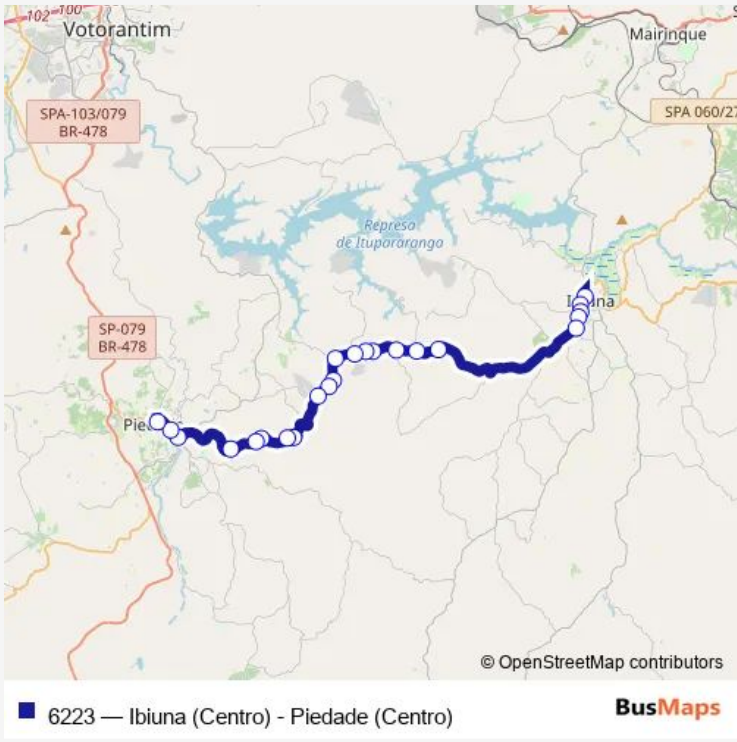 102
100
Votorantim
Mairinque
SPA-103/079
BR-478
SPA 060/27
Represa
de Itupararanga
SP-079
BR-478
© OpenStreetMap contributors
6223 — Ibiuna (Centro) - Piedade (Centro)
BusMaps